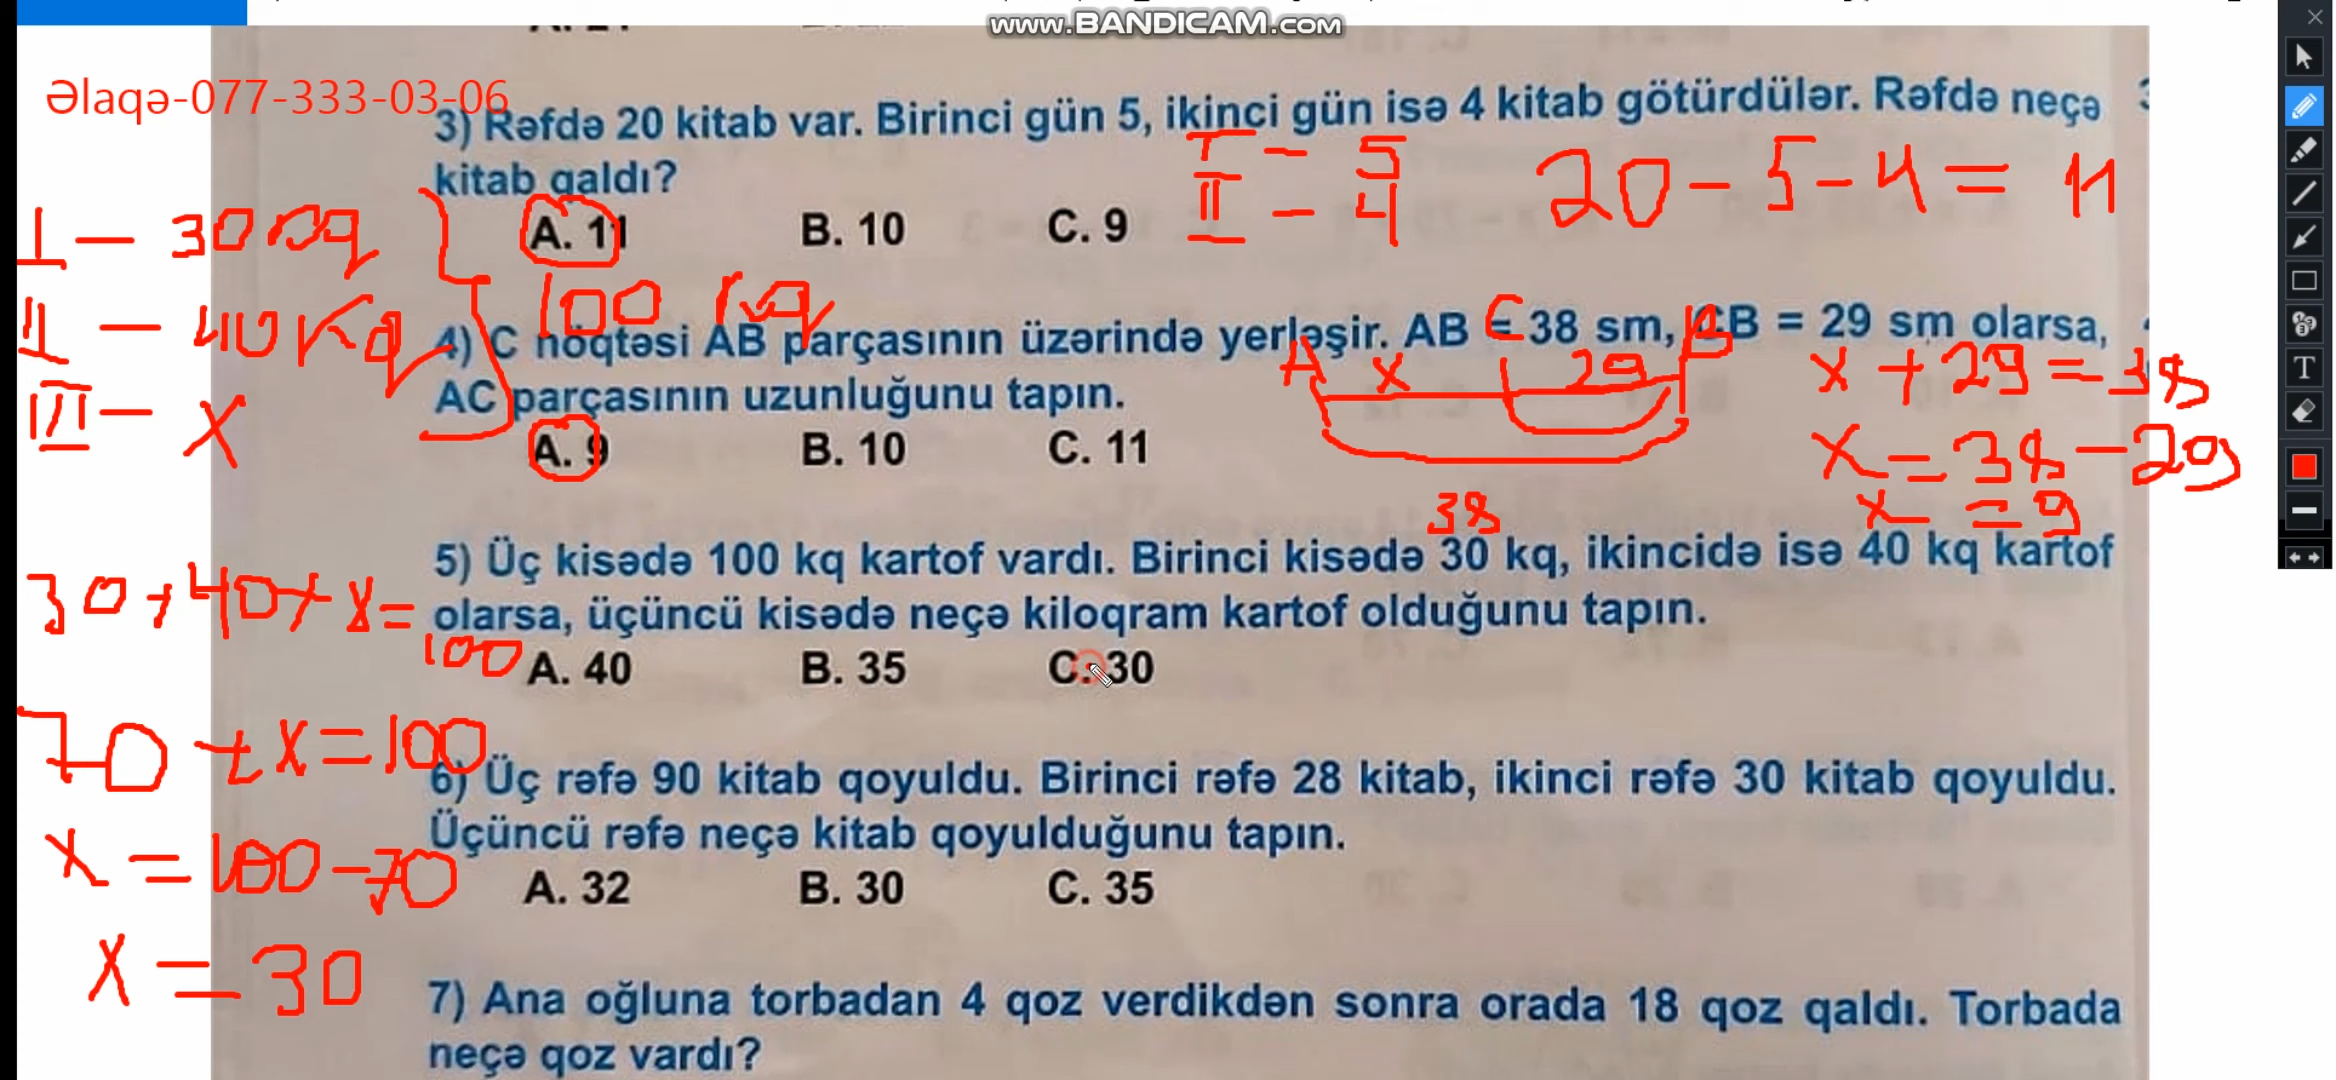 www.BANDICAM.com
Əlaqə-077-333-03-06
3) Rəfdə 20 kitab var. Birinci gün 5, ikinci gün isə 4 kitab götürdülər. Rəfdə neçə
kitab qaldı?
I - 5
II - 4
20 - 5 - 4 = 11
A. 11 B. 10 C. 9
I - 30 kq
II - 40 kq
III - x
100 kq
4) C nöqtəsi AB parçasının üzərində yerləşir. AB = 38 sm, CB = 29 sm olarsa,
AC parçasının uzunluğunu tapın.
A x C 29 B
38
x + 29 = 38
x = 38 - 29
x = 9
A. 9 B. 10 C. 11
5) Üç kisədə 100 kq kartof vardı. Birinci kisədə 30 kq, ikincidə isə 40 kq kartof
olarsa, üçüncü kisədə neçə kiloqram kartof olduğunu tapın.
30 + 40 + x =
100
A. 40 B. 35 C. 30
70 + x = 100
x = 100 - 70
x = 30
6) Üç rəfə 90 kitab qoyuldu. Birinci rəfə 28 kitab, ikinci rəfə 30 kitab qoyuldu.
Üçüncü rəfə neçə kitab qoyulduğunu tapın.
A. 32 B. 30 C. 35
7) Ana oğluna torbadan 4 qoz verdikdən sonra orada 18 qoz qaldı. Torbada
neçə qoz vardı?